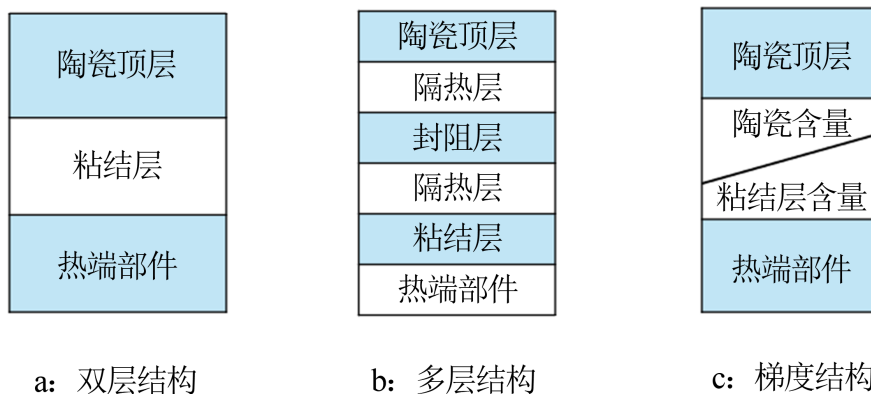 陶瓷顶层
粘结层
热端部件
a：双层结构
陶瓷顶层
隔热层
封阻层
隔热层
粘结层
热端部件
b：多层结构
陶瓷顶层
陶瓷含量
粘结层含量
热端部件
c：梯度结构